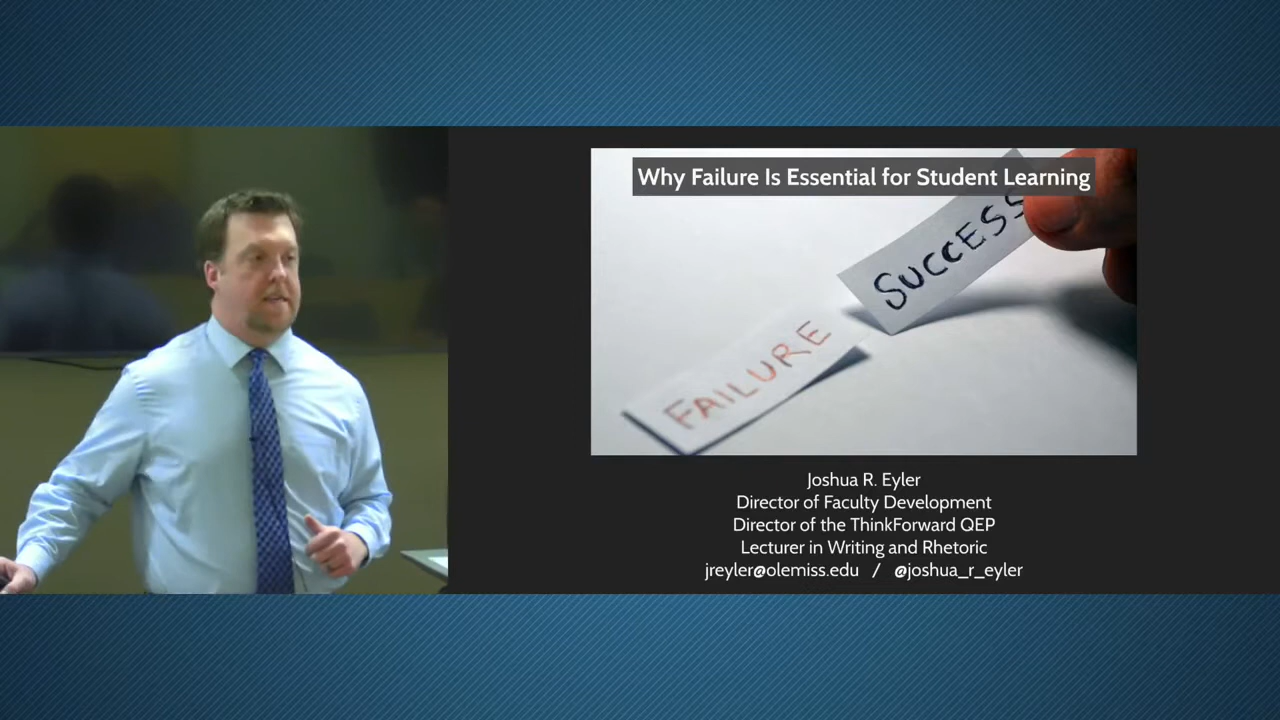 Why Failure Is Essential for Student Learning
SUCCESS
FAILURE
Joshua R. Eyler
Director of Faculty Development
Director of the ThinkForward QEP
Lecturer in Writing and Rhetoric
jreyler@olemiss.edu / @joshua_r_eyler